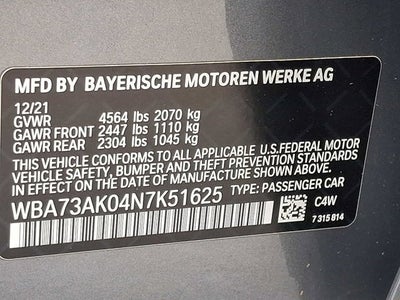 MFD BY BAYERISCHE MOTOREN WERKE AG
12/21
GVWR 4564 lbs 2070 kg
GAWR FRONT 2447 lbs 1110 kg
GAWR REAR 2304 lbs 1045 kg
THIS VEHICLE CONFORMS TO ALL APPLICABLE U.S.FEDERAL MOTOR
VEHICLE SAFETY, BUMPER AND THEFT PREVENTION STANDARDS
IN EFFECT ON THE DATE OF MANUFACTURE SHOWN ABOVE.
WBA73AK04N7K51625 TYPE: PASSENGER CAR
C4W
7 315 814